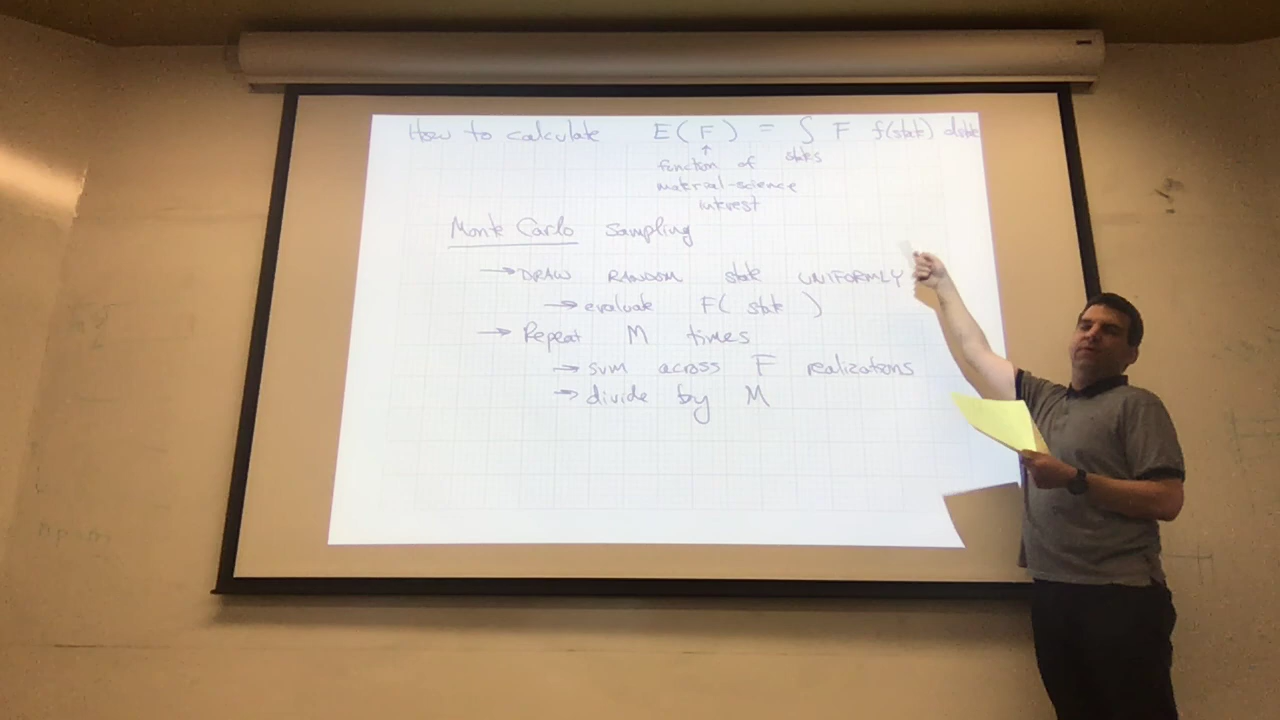 How to calculate E(F) = ∫ F f(state) dstate
↑
function of states
material-science
interest
Monte Carlo Sampling
→ DRAW RANDOM state UNIFORMLY
→ evaluate F( state )
→ Repeat M times
→ sum across F realizations
→ divide by M